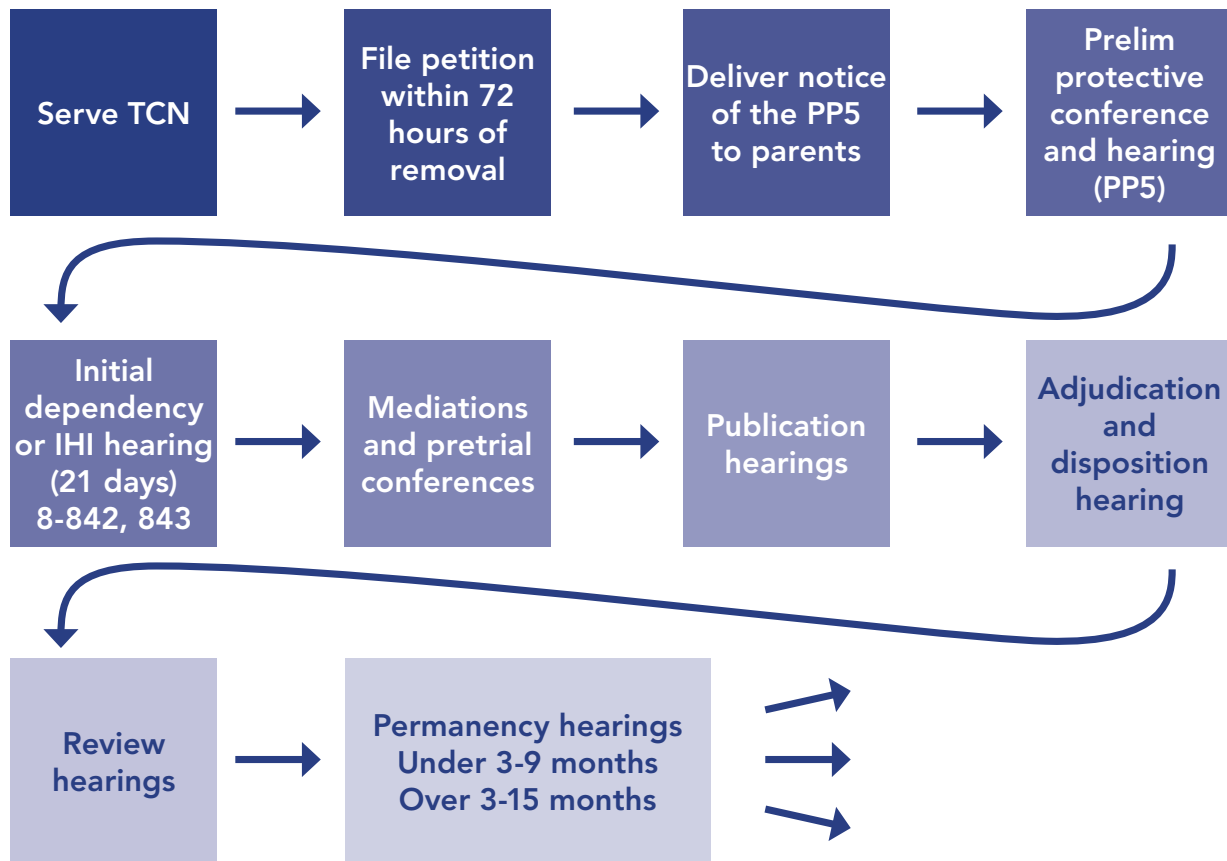 Serve TCN
File petition
within 72
hours of
removal
Deliver notice
of the PP5
to parents
Prelim
protective
conference
and hearing
(PP5)
Initial
dependency
or IHI hearing
(21 days)
8-842, 843
Mediations
and pretrial
conferences
Publication
hearings
Adjudication
and
disposition
hearing
Review
hearings
Permanency hearings
Under 3-9 months
Over 3-15 months